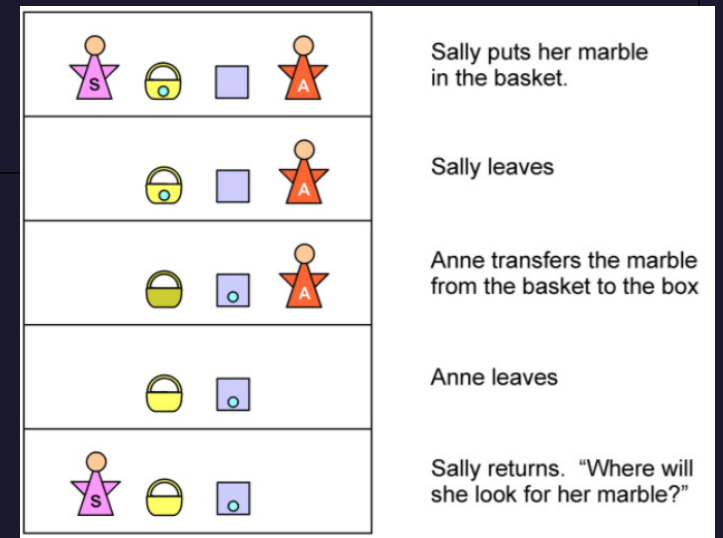 S
A
Sally puts her marble
in the basket.
A
Sally leaves
A
Anne transfers the marble
from the basket to the box
Anne leaves
S
Sally returns. “Where will
she look for her marble?”